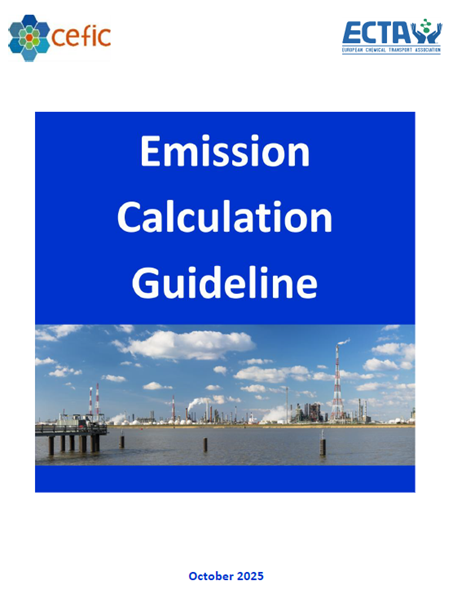 cefic
ECTA
EUROPEAN CHEMICAL TRANSPORT ASSOCIATION
Emission
Calculation
Guideline
October 2025